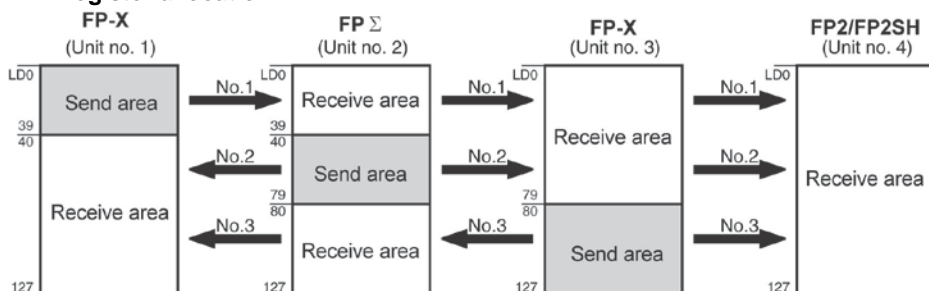 FP-X
(Unit no. 1)
FP Σ
(Unit no. 2)
FP-X
(Unit no. 3)
FP2/FP2SH
(Unit no. 4)
LD0
Send area
39
40
Receive area
127
No.1
No.2
No.3
LD0
Receive area
39
40
Send area
79
80
Receive area
127
No.1
No.2
No.3
LD0
Receive area
79
80
Send area
127
No.1
No.2
No.3
LD0
Receive area
127